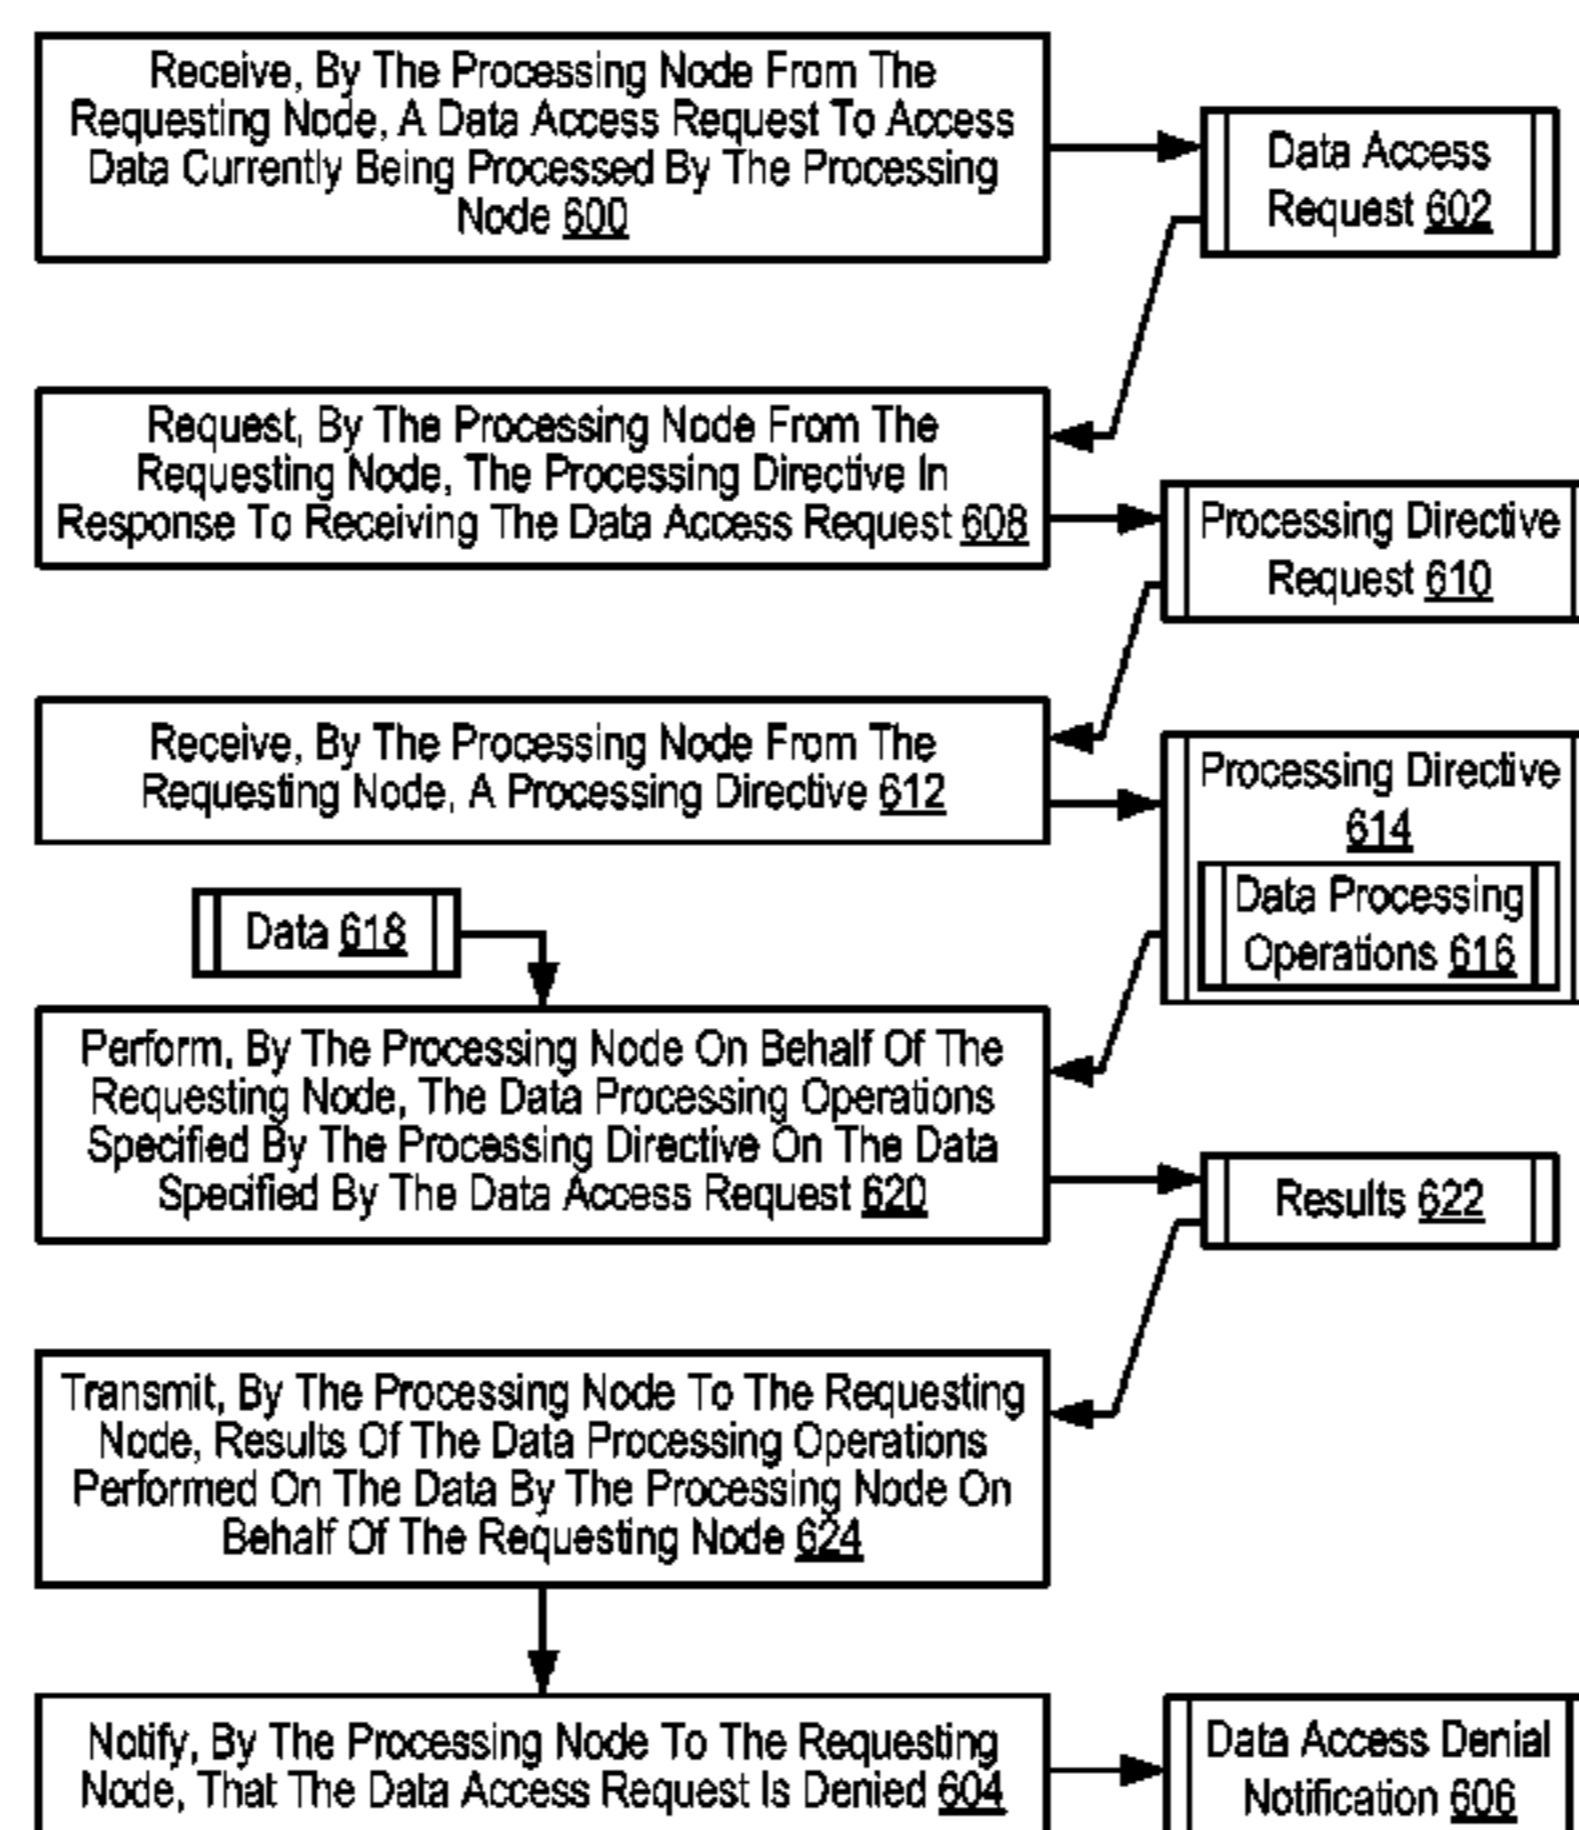 Receive, By The Processing Node From The
Requesting Node, A Data Access Request To Access
Data Currently Being Processed By The Processing
Node 600
Data Access
Request 602
Request, By The Processing Node From The
Requesting Node, The Processing Directive In
Response To Receiving The Data Access Request 608
Processing Directive
Request 610
Receive, By The Processing Node From The
Requesting Node, A Processing Directive 612
Processing Directive
614
Data Processing
Operations 616
Data 618
Perform, By The Processing Node On Behalf Of The
Requesting Node, The Data Processing Operations
Specified By The Processing Directive On The Data
Specified By The Data Access Request 620
Results 622
Transmit, By The Processing Node To The Requesting
Node, Results Of The Data Processing Operations
Performed On The Data By The Processing Node On
Behalf Of The Requesting Node 624
Notify, By The Processing Node To The Requesting
Node, That The Data Access Request Is Denied 604
Data Access Denial
Notification 606